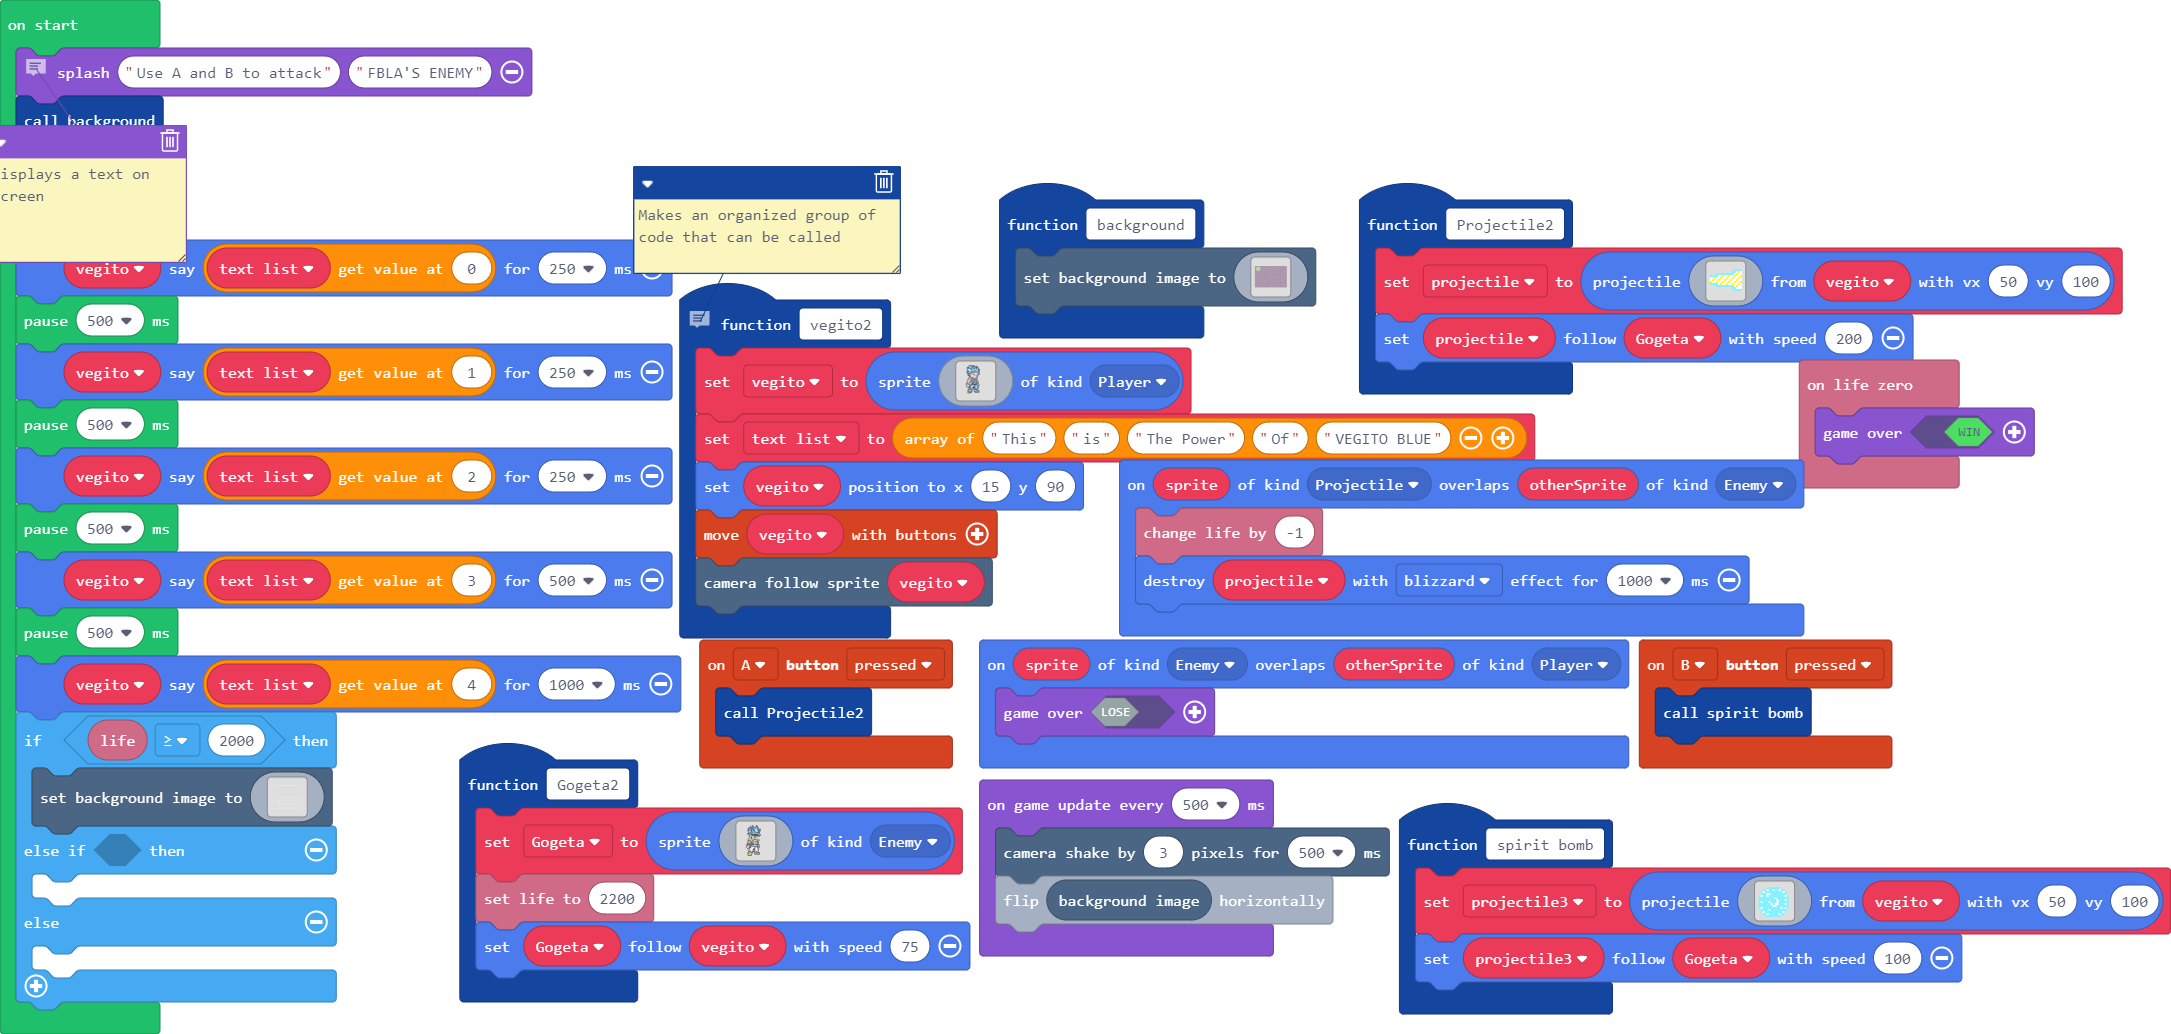 on start
splash "Use A and B to attack" "FBLA'S ENEMY"
call background
isplays a text on
creen
vegito say text list get value at 0 for 250 ms
pause 500 ms
vegito say text list get value at 1 for 250 ms
pause 500 ms
vegito say text list get value at 2 for 250 ms
pause 500 ms
vegito say text list get value at 3 for 500 ms
pause 500 ms
vegito say text list get value at 4 for 1000 ms
if life ≥ 2000 then
set background image to
else if then
else
Makes an organized group of
code that can be called
function vegito2
set vegito to sprite of kind Player
set text list to array of "This" "is" "The Power" "Of" "VEGITO BLUE"
set vegito position to x 15 y 90
move vegito with buttons
camera follow sprite vegito
function background
set background image to
function Projectile2
set projectile to projectile from vegito with vx 50 vy 100
set projectile follow Gogeta with speed 200
on life zero
game over WIN
on sprite of kind Projectile overlaps otherSprite of kind Enemy
change life by -1
destroy projectile with blizzard effect for 1000 ms
on A button pressed
call Projectile2
on sprite of kind Enemy overlaps otherSprite of kind Player
game over LOSE
on B button pressed
call spirit bomb
function Gogeta2
set Gogeta to sprite of kind Enemy
set life to 2200
set Gogeta follow vegito with speed 75
on game update every 500 ms
camera shake by 3 pixels for 500 ms
flip background image horizontally
function spirit bomb
set projectile3 to projectile from vegito with vx 50 vy 100
set projectile3 follow Gogeta with speed 100